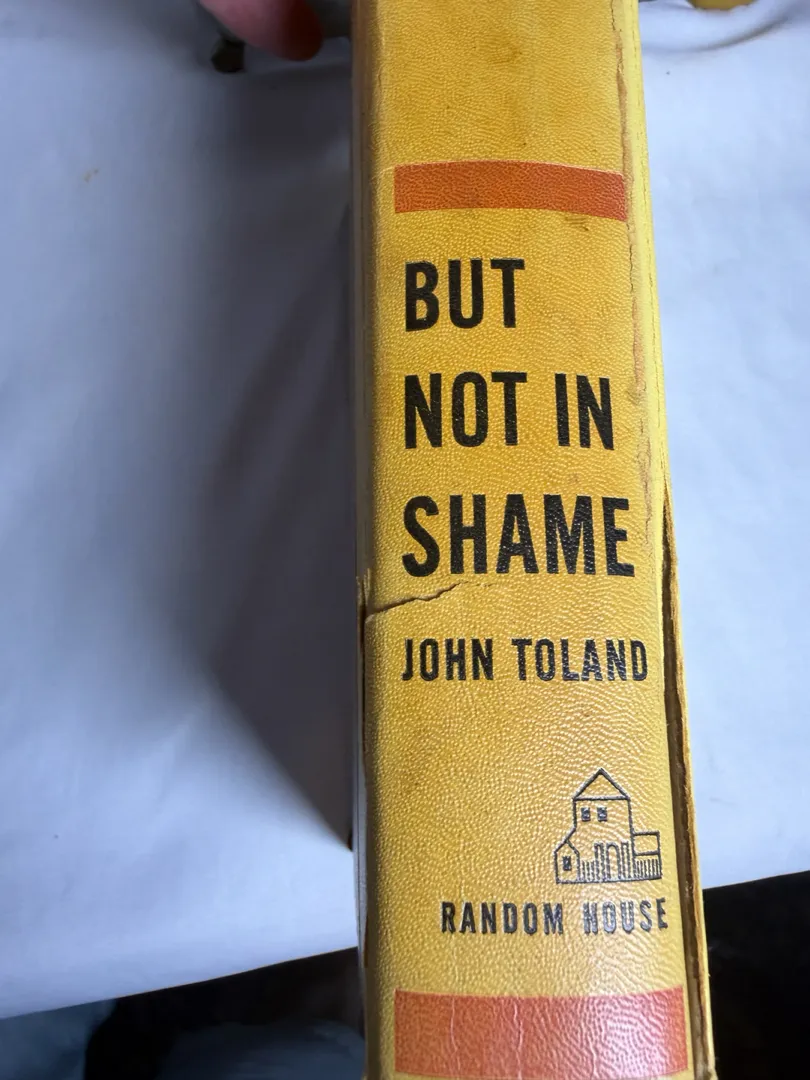 BUT
NOT IN
SHAME
JOHN TOLAND
RANDOM HOUSE